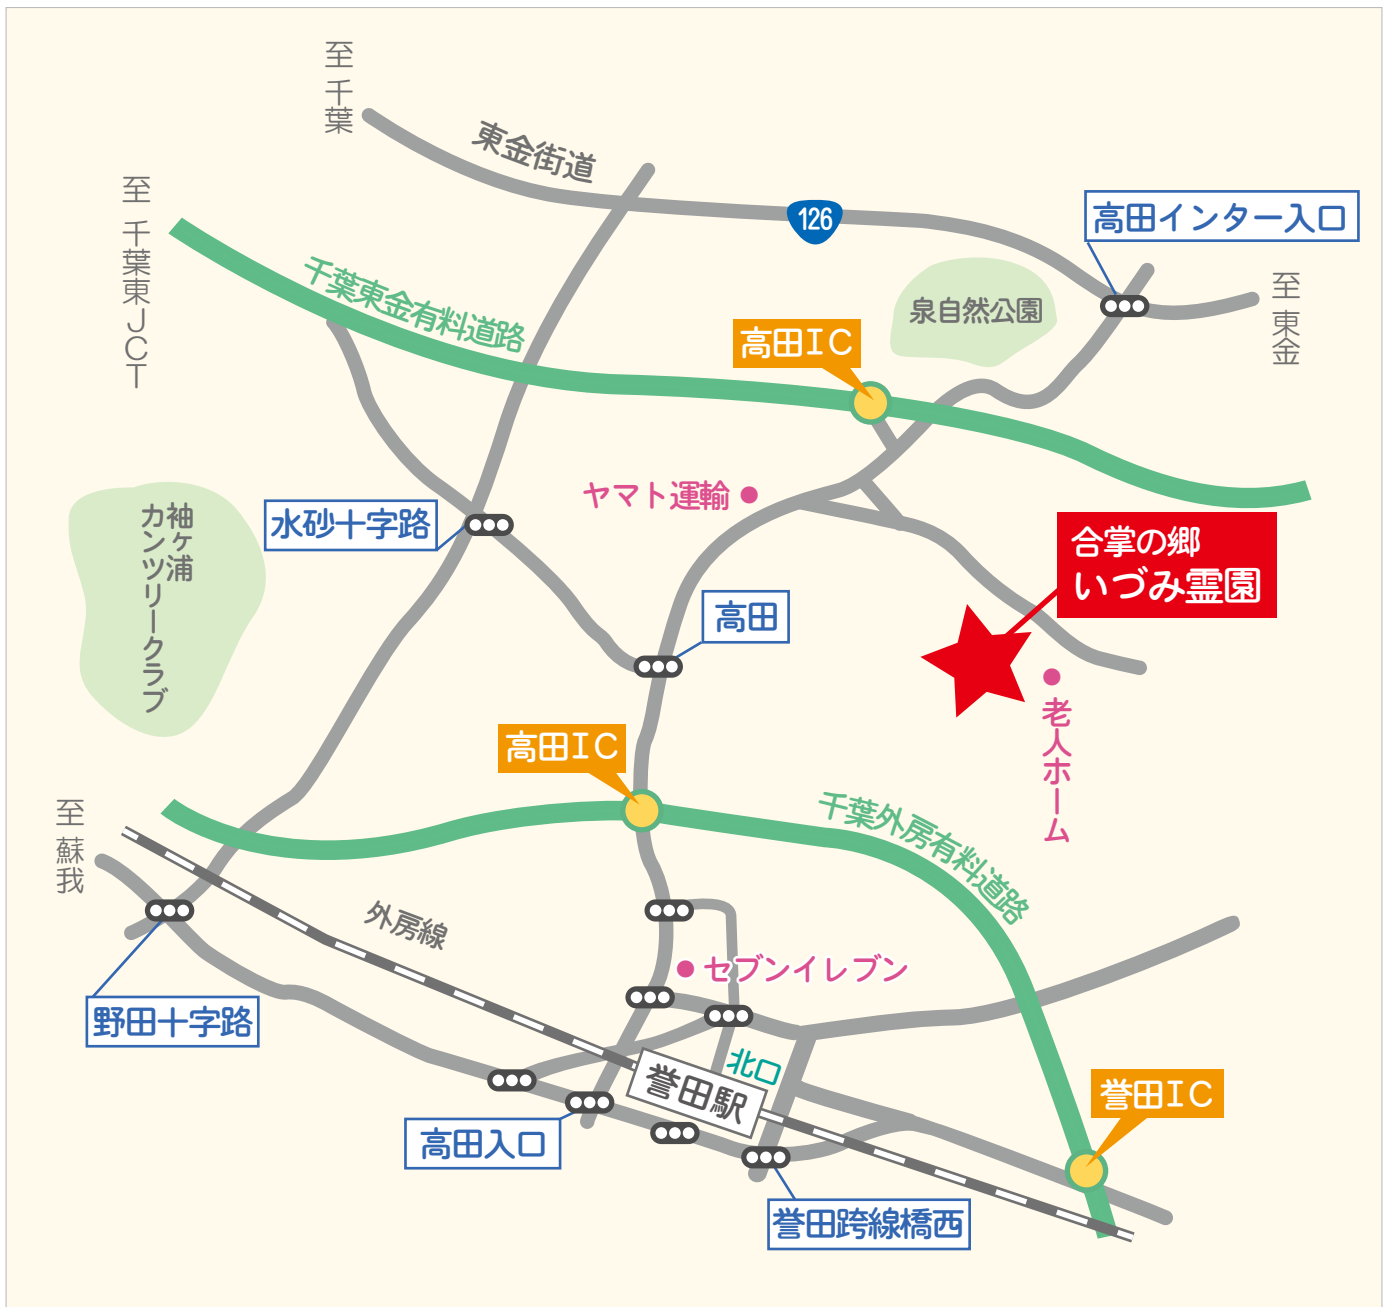 至 千葉
東金街道
至 千葉東JCT
126
高田インター入口
千葉東金有料道路
泉自然公園
至 東金
高田IC
ヤマト運輸
袖ヶ浦
カンツリークラブ
水砂十字路
合掌の郷
いづみ霊園
高田
老人ホーム
高田IC
千葉外房有料道路
至 蘇我
外房線
セブンイレブン
野田十字路
北口
誉田駅
誉田IC
高田入口
誉田跨線橋西